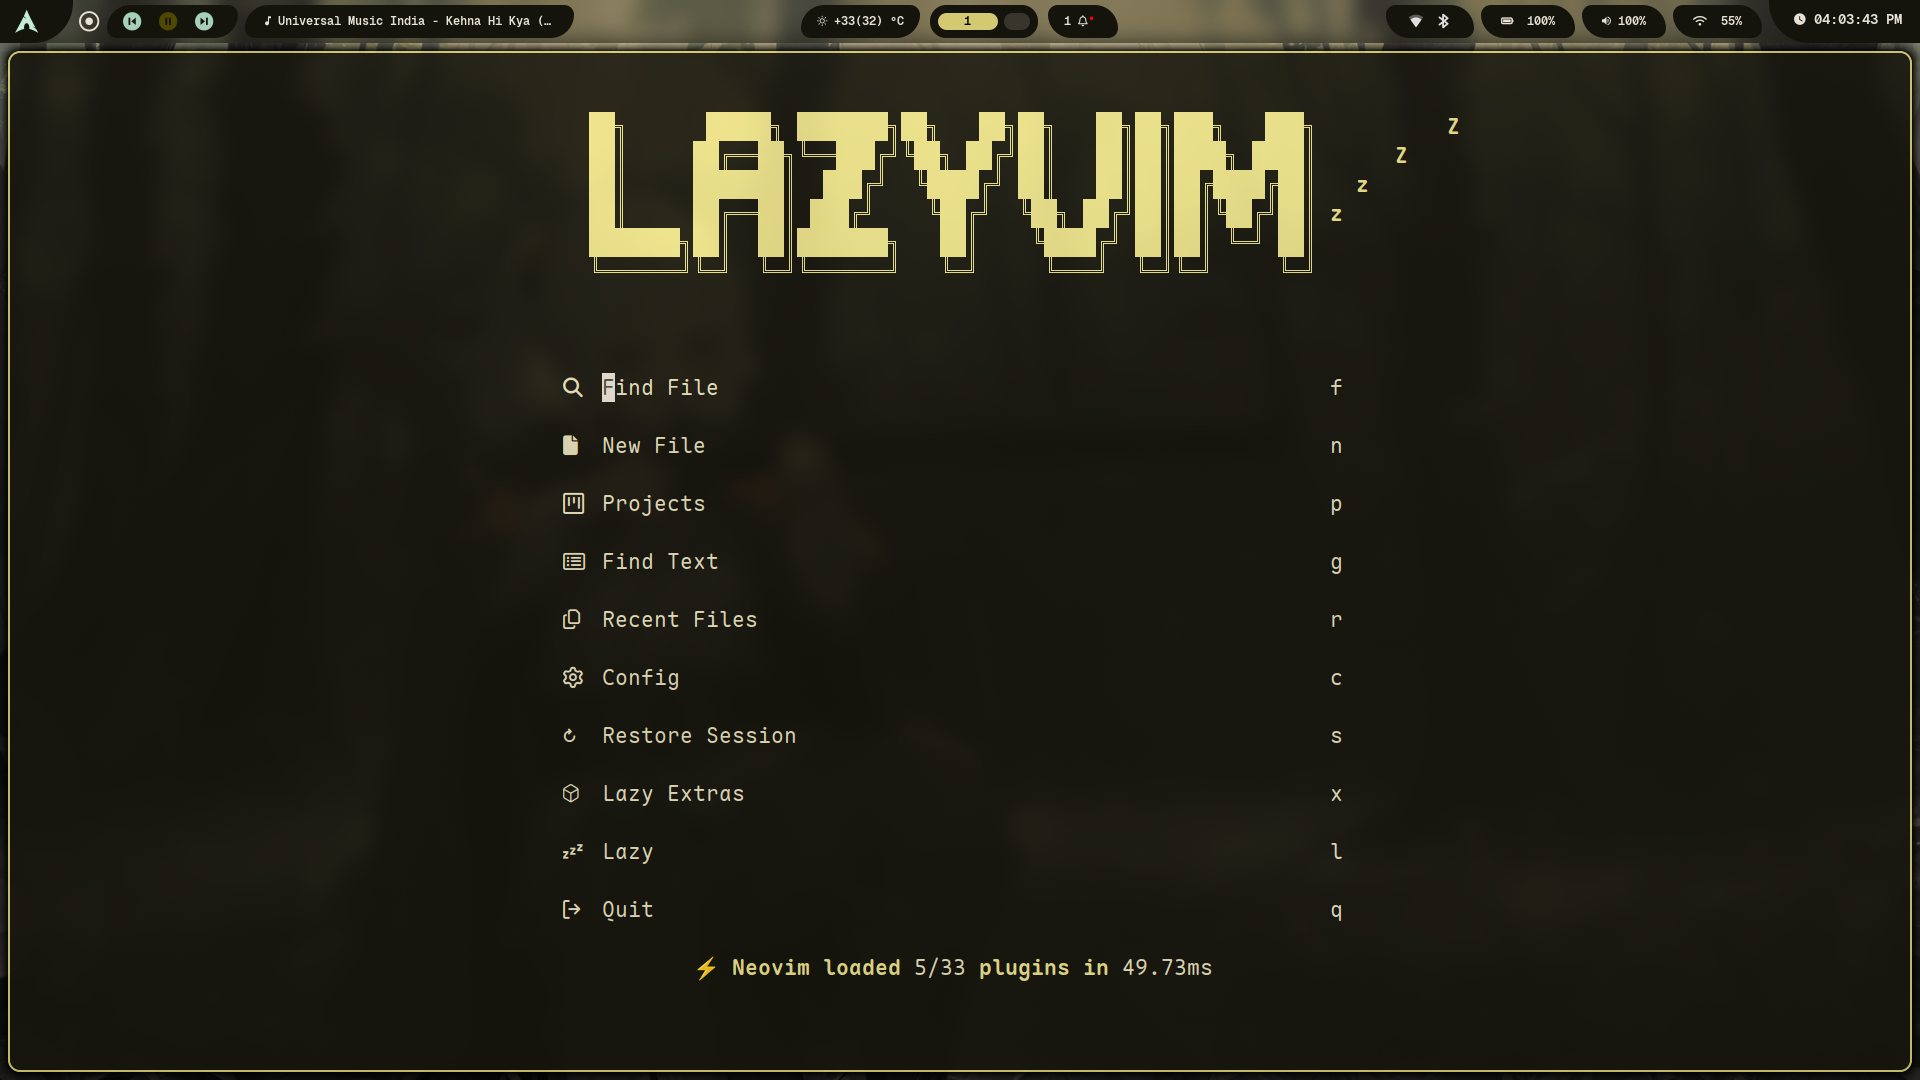 Universal Music India - Kehna Hi Kya (… +33(32) °C 1 1 100% 100% 55% 04:03:43 PM
LAZYVIM Z
Z
z
z
Find File f
New File n
Projects p
Find Text g
Recent Files r
Config c
Restore Session s
Lazy Extras x
zzz Lazy l
Quit q
⚡ Neovim loaded 5/33 plugins in 49.73ms